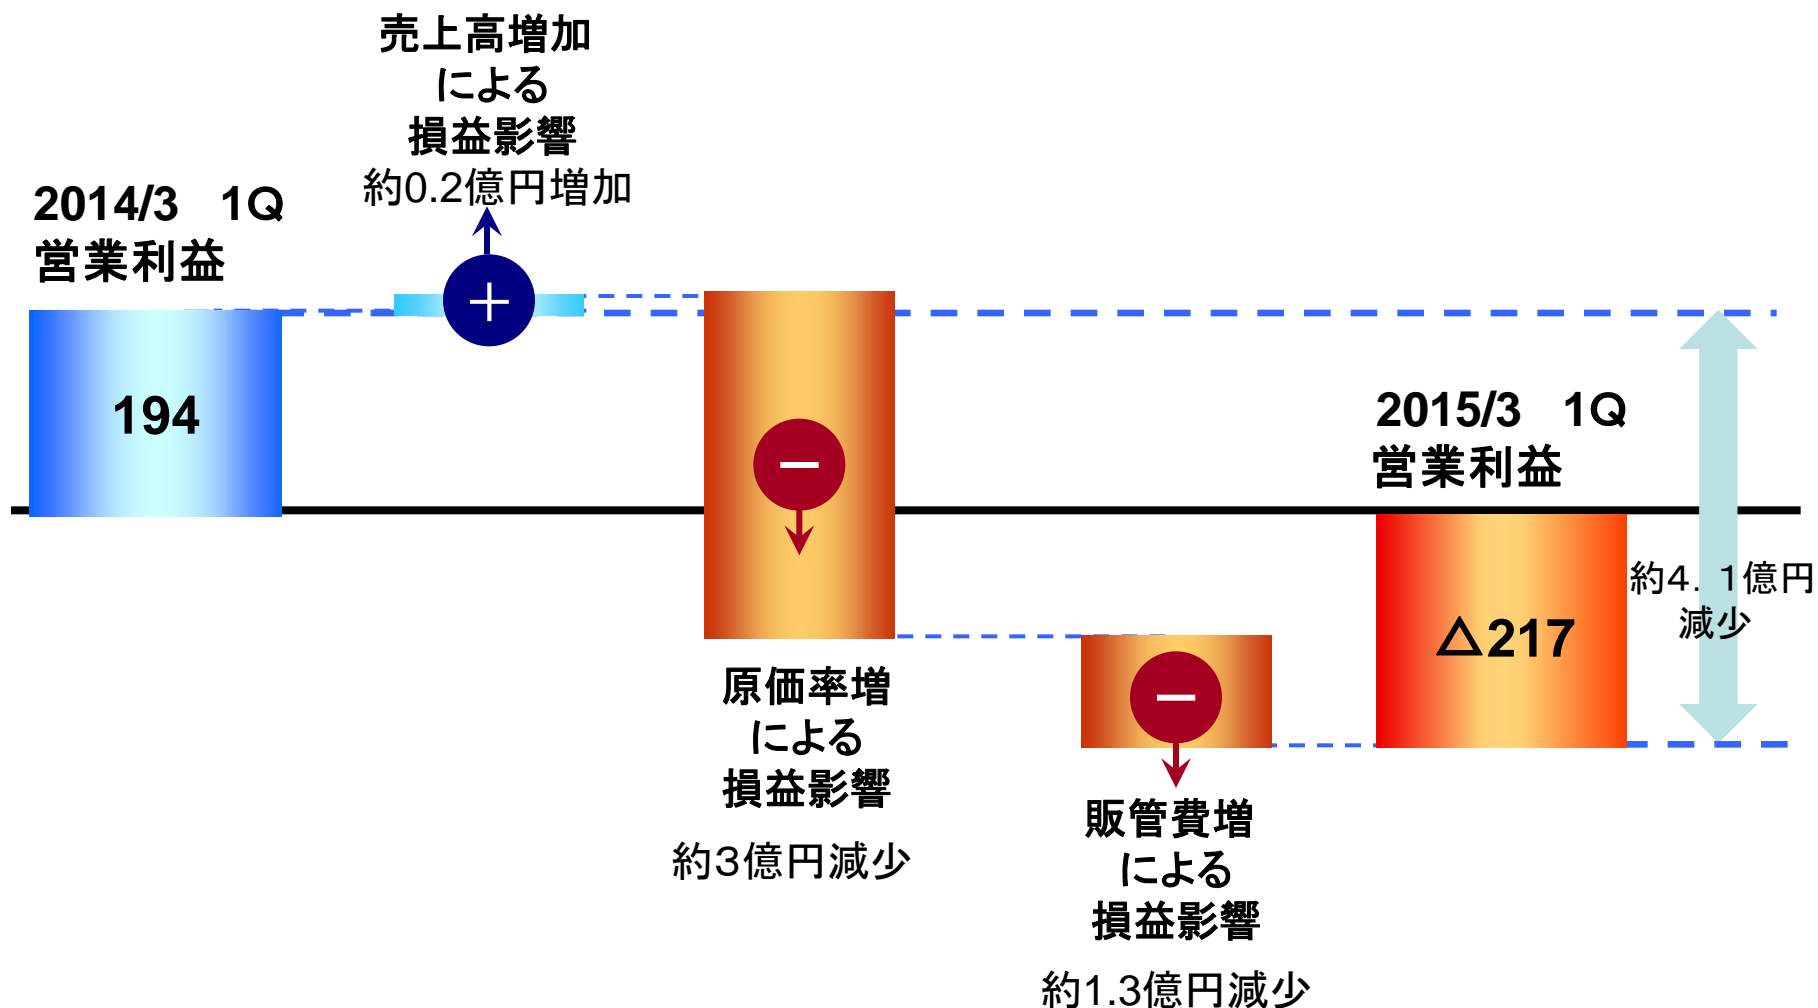 売上高増加
による
損益影響
約0.2億円増加
2014/3　1Q
営業利益
194
2015/3　1Q
営業利益
△217
約4．1億円
減少
原価率増
による
損益影響
約3億円減少
販管費増
による
損益影響
約1.3億円減少